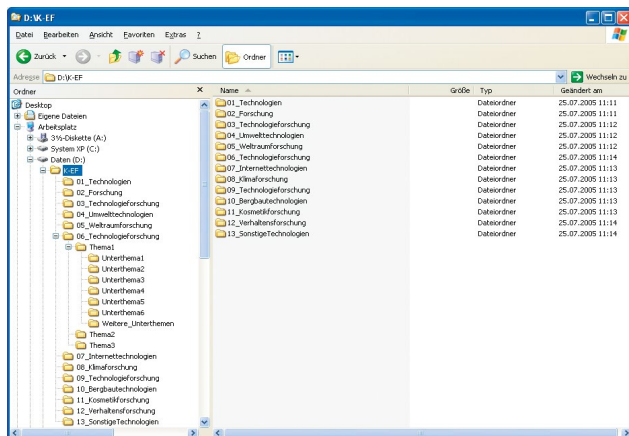 D:\K-EF
Datei Bearbeiten Ansicht Favoriten Extras ?
Zurück Suchen Ordner
Adresse D:\K-EF Wechseln zu
Ordner
Desktop
Eigene Dateien
Arbeitsplatz
3½-Diskette (A:)
System XP (C:)
Daten (D:)
K-EF
01_Technologien
02_Forschung
03_Technologieforschung
04_Umwelttechnologien
05_Weltraumforschung
06_Technologieforschung
Thema1
Unterthema1
Unterthema2
Unterthema3
Unterthema4
Unterthema5
Unterthema6
Weitere_Unterthemen
Thema2
Thema3
07_Internettechnologien
08_Klimaforschung
09_Technologieforschung
10_Bergbautechnologien
11_Kosmetikforschung
12_Verhaltensforschung
13_SonstigeTechnologien
Name Größe Typ Geändert am
01_Technologien Dateiordner 25.07.2005 11:11
02_Forschung Dateiordner 25.07.2005 11:11
03_Technologieforschung Dateiordner 25.07.2005 11:12
04_Umwelttechnologien Dateiordner 25.07.2005 11:12
05_Weltraumforschung Dateiordner 25.07.2005 11:12
06_Technologieforschung Dateiordner 25.07.2005 11:14
07_Internettechnologien Dateiordner 25.07.2005 11:13
08_Klimaforschung Dateiordner 25.07.2005 11:13
09_Technologieforschung Dateiordner 25.07.2005 11:13
10_Bergbautechnologien Dateiordner 25.07.2005 11:13
11_Kosmetikforschung Dateiordner 25.07.2005 11:13
12_Verhaltensforschung Dateiordner 25.07.2005 11:14
13_SonstigeTechnologien Dateiordner 25.07.2005 11:14